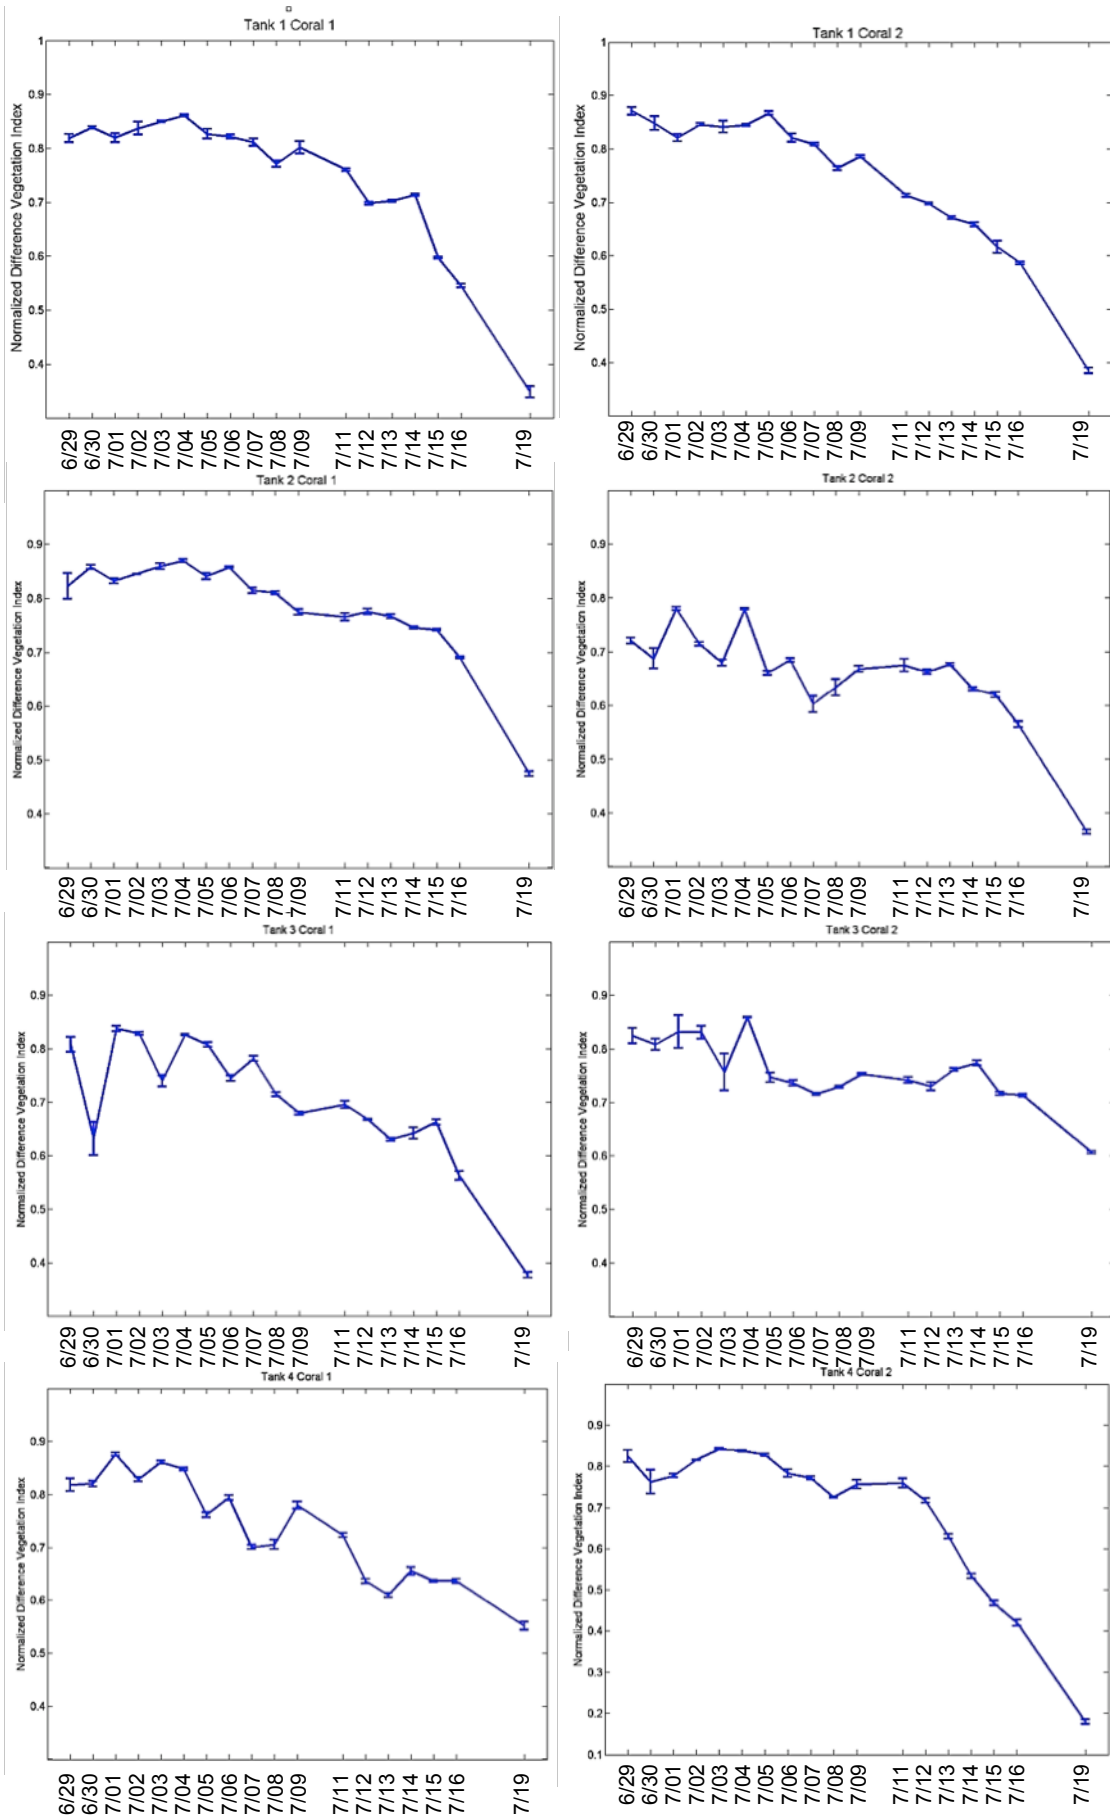 Tank 1 Coral 1
Normalized Difference Vegetation Index
1
0.9
0.8
0.7
0.6
0.5
0.4
6/29 6/30 7/01 7/02 7/03 7/04 7/05 7/06 7/07 7/08 7/09 7/11 7/12 7/13 7/14 7/15 7/16 7/19
Tank 1 Coral 2
Normalized Difference Vegetation Index
1
0.9
0.8
0.7
0.6
0.5
0.4
6/29 6/30 7/01 7/02 7/03 7/04 7/05 7/06 7/07 7/08 7/09 7/11 7/12 7/13 7/14 7/15 7/16 7/19
Tank 2 Coral 1
Normalized Difference Vegetation Index
0.9
0.8
0.7
0.6
0.5
0.4
6/29 6/30 7/01 7/02 7/03 7/04 7/05 7/06 7/07 7/08 7/09 7/11 7/12 7/13 7/14 7/15 7/16 7/19
Tank 2 Coral 2
Normalized Difference Vegetation Index
0.9
0.8
0.7
0.6
0.5
0.4
6/29 6/30 7/01 7/02 7/03 7/04 7/05 7/06 7/07 7/08 7/09 7/11 7/12 7/13 7/14 7/15 7/16 7/19
Tank 3 Coral 1
Normalized Difference Vegetation Index
0.9
0.8
0.7
0.6
0.5
0.4
6/29 6/30 7/01 7/02 7/03 7/04 7/05 7/06 7/07 7/08 7/09 7/11 7/12 7/13 7/14 7/15 7/16 7/19
Tank 3 Coral 2
Normalized Difference Vegetation Index
0.9
0.8
0.7
0.6
0.5
0.4
6/29 6/30 7/01 7/02 7/03 7/04 7/05 7/06 7/07 7/08 7/09 7/11 7/12 7/13 7/14 7/15 7/16 7/19
Tank 4 Coral 1
Normalized Difference Vegetation Index
0.9
0.8
0.7
0.6
0.5
0.4
6/29 6/30 7/01 7/02 7/03 7/04 7/05 7/06 7/07 7/08 7/09 7/11 7/12 7/13 7/14 7/15 7/16 7/19
Tank 4 Coral 2
Normalized Difference Vegetation Index
0.9
0.8
0.7
0.6
0.5
0.4
0.3
0.2
0.1
6/29 6/30 7/01 7/02 7/03 7/04 7/05 7/06 7/07 7/08 7/09 7/11 7/12 7/13 7/14 7/15 7/16 7/19